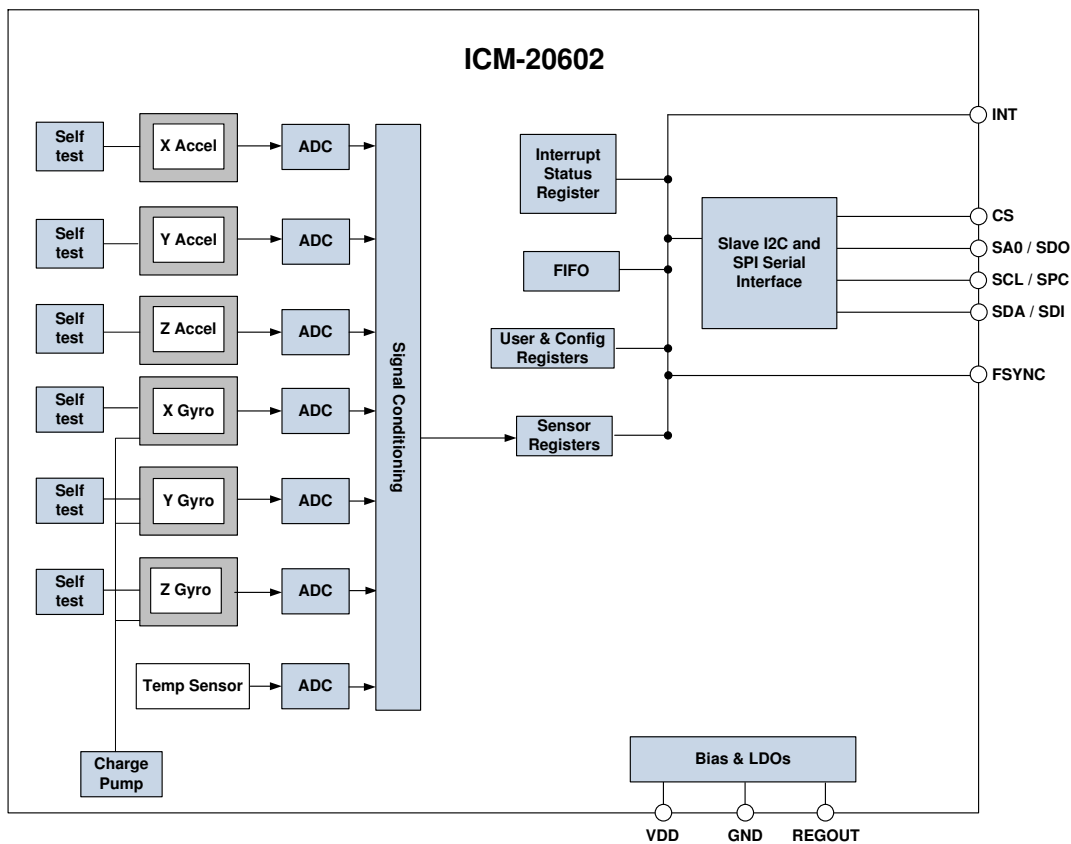 ICM-20602
Self
test
X Accel
ADC
Self
test
Y Accel
ADC
Self
test
Z Accel
ADC
Self
test
X Gyro
ADC
Self
test
Y Gyro
ADC
Self
test
Z Gyro
ADC
Temp Sensor
ADC
Charge
Pump
Signal Conditioning
Interrupt
Status
Register
FIFO
User & Config
Registers
Sensor
Registers
Slave I2C and
SPI Serial
Interface
INT
CS
SA0 / SDO
SCL / SPC
SDA / SDI
FSYNC
Bias & LDOs
VDD
GND
REGOUT